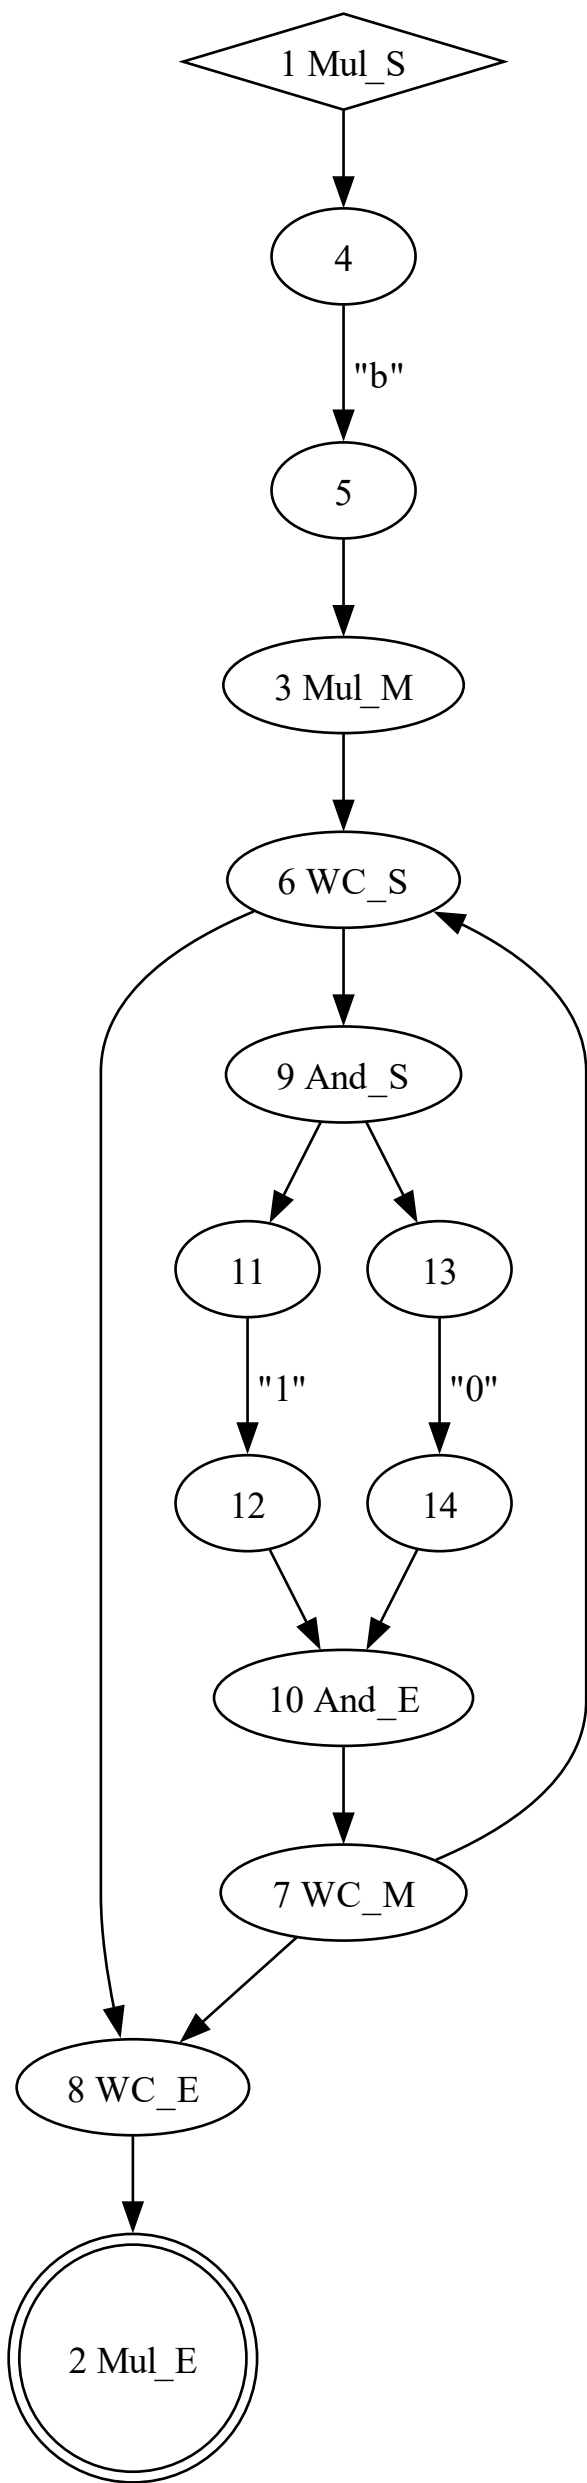 1 Mul_S
4
"b"
5
3 Mul_M
6 WC_S
9 And_S
11
13
"1"
"0"
12
14
10 And_E
7 WC_M
8 WC_E
2 Mul_E